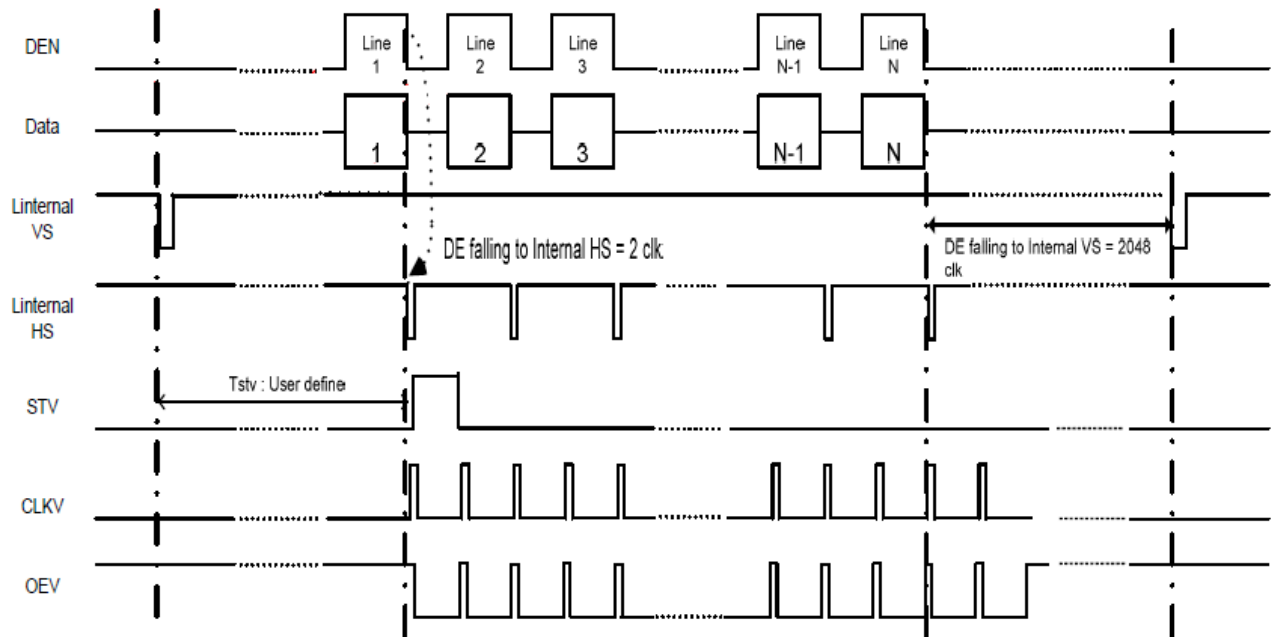 DEN
Line
1
Line
2
Line
3
Line
N-1
Line
N
Data
1
2
3
N-1
N
Linternal
VS
DE falling to Internal HS = 2 clk
DE falling to Internal VS = 2048
clk
Linternal
HS
Tstv : User define
STV
CLKV
OEV